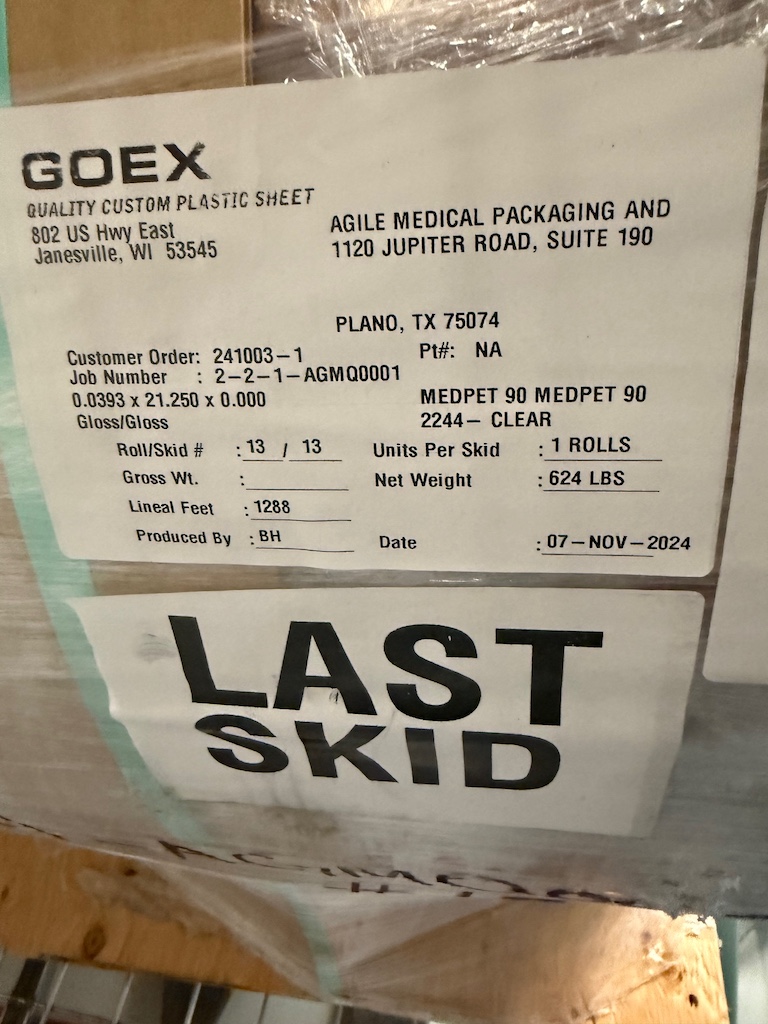 GOEX
QUALITY CUSTOM PLASTIC SHEET
802 US Hwy East
Janesville, WI 53545
AGILE MEDICAL PACKAGING AND
1120 JUPITER ROAD, SUITE 190
PLANO, TX 75074
Customer Order: 241003-1 Pt#: NA
Job Number : 2-2-1-AGMQ0001
0.0393 x 21.250 x 0.000 MEDPET 90 MEDPET 90
Gloss/Gloss 2244- CLEAR
Roll/Skid # : 13 / 13 Units Per Skid : 1 ROLLS
Gross Wt. : Net Weight : 624 LBS
Lineal Feet : 1288
Produced By : BH Date : 07-NOV-2024
LAST
SKID